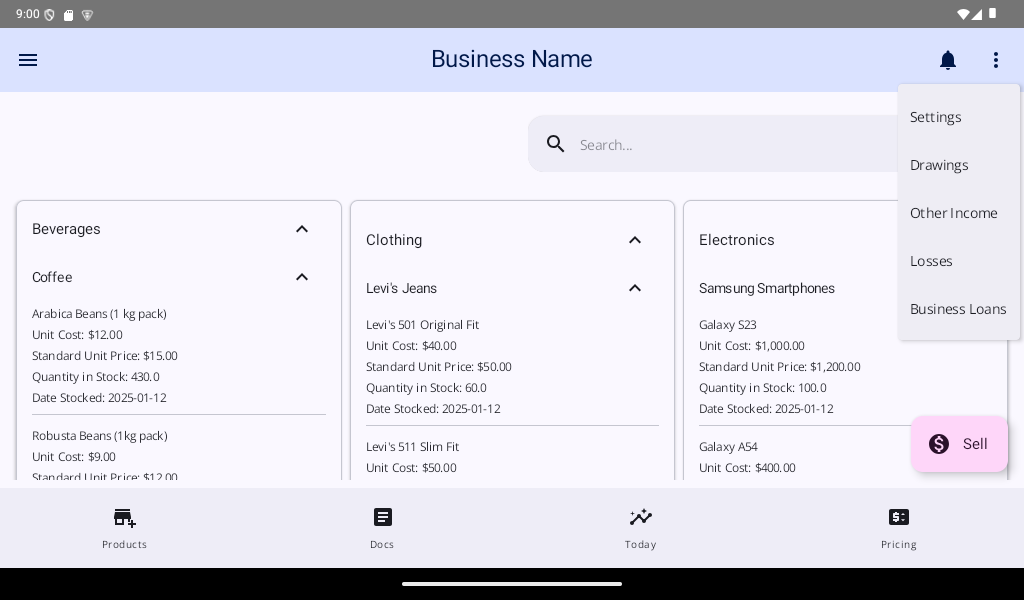 9:00
Business Name
Search...
Settings
Drawings
Other Income
Losses
Business Loans
Beverages
Coffee
Arabica Beans (1 kg pack)
Unit Cost: $12.00
Standard Unit Price: $15.00
Quantity in Stock: 430.0
Date Stocked: 2025-01-12
Robusta Beans (1kg pack)
Unit Cost: $9.00
Standard Unit Price: $12.00
Clothing
Levi's Jeans
Levi's 501 Original Fit
Unit Cost: $40.00
Standard Unit Price: $50.00
Quantity in Stock: 60.0
Date Stocked: 2025-01-12
Levi's 511 Slim Fit
Unit Cost: $50.00
Electronics
Samsung Smartphones
Galaxy S23
Unit Cost: $1,000.00
Standard Unit Price: $1,200.00
Quantity in Stock: 100.0
Date Stocked: 2025-01-12
Galaxy A54
Unit Cost: $400.00
Sell
Products
Docs
Today
Pricing